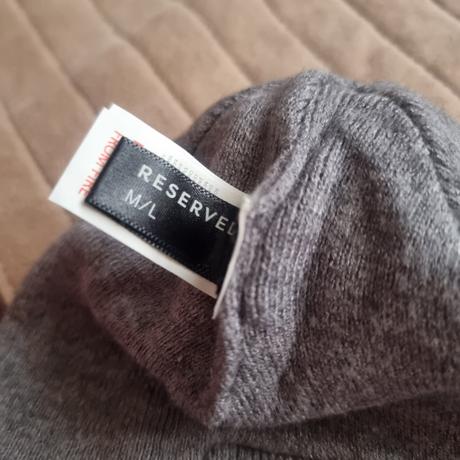 RESERVED
M/L
FROM FIRE